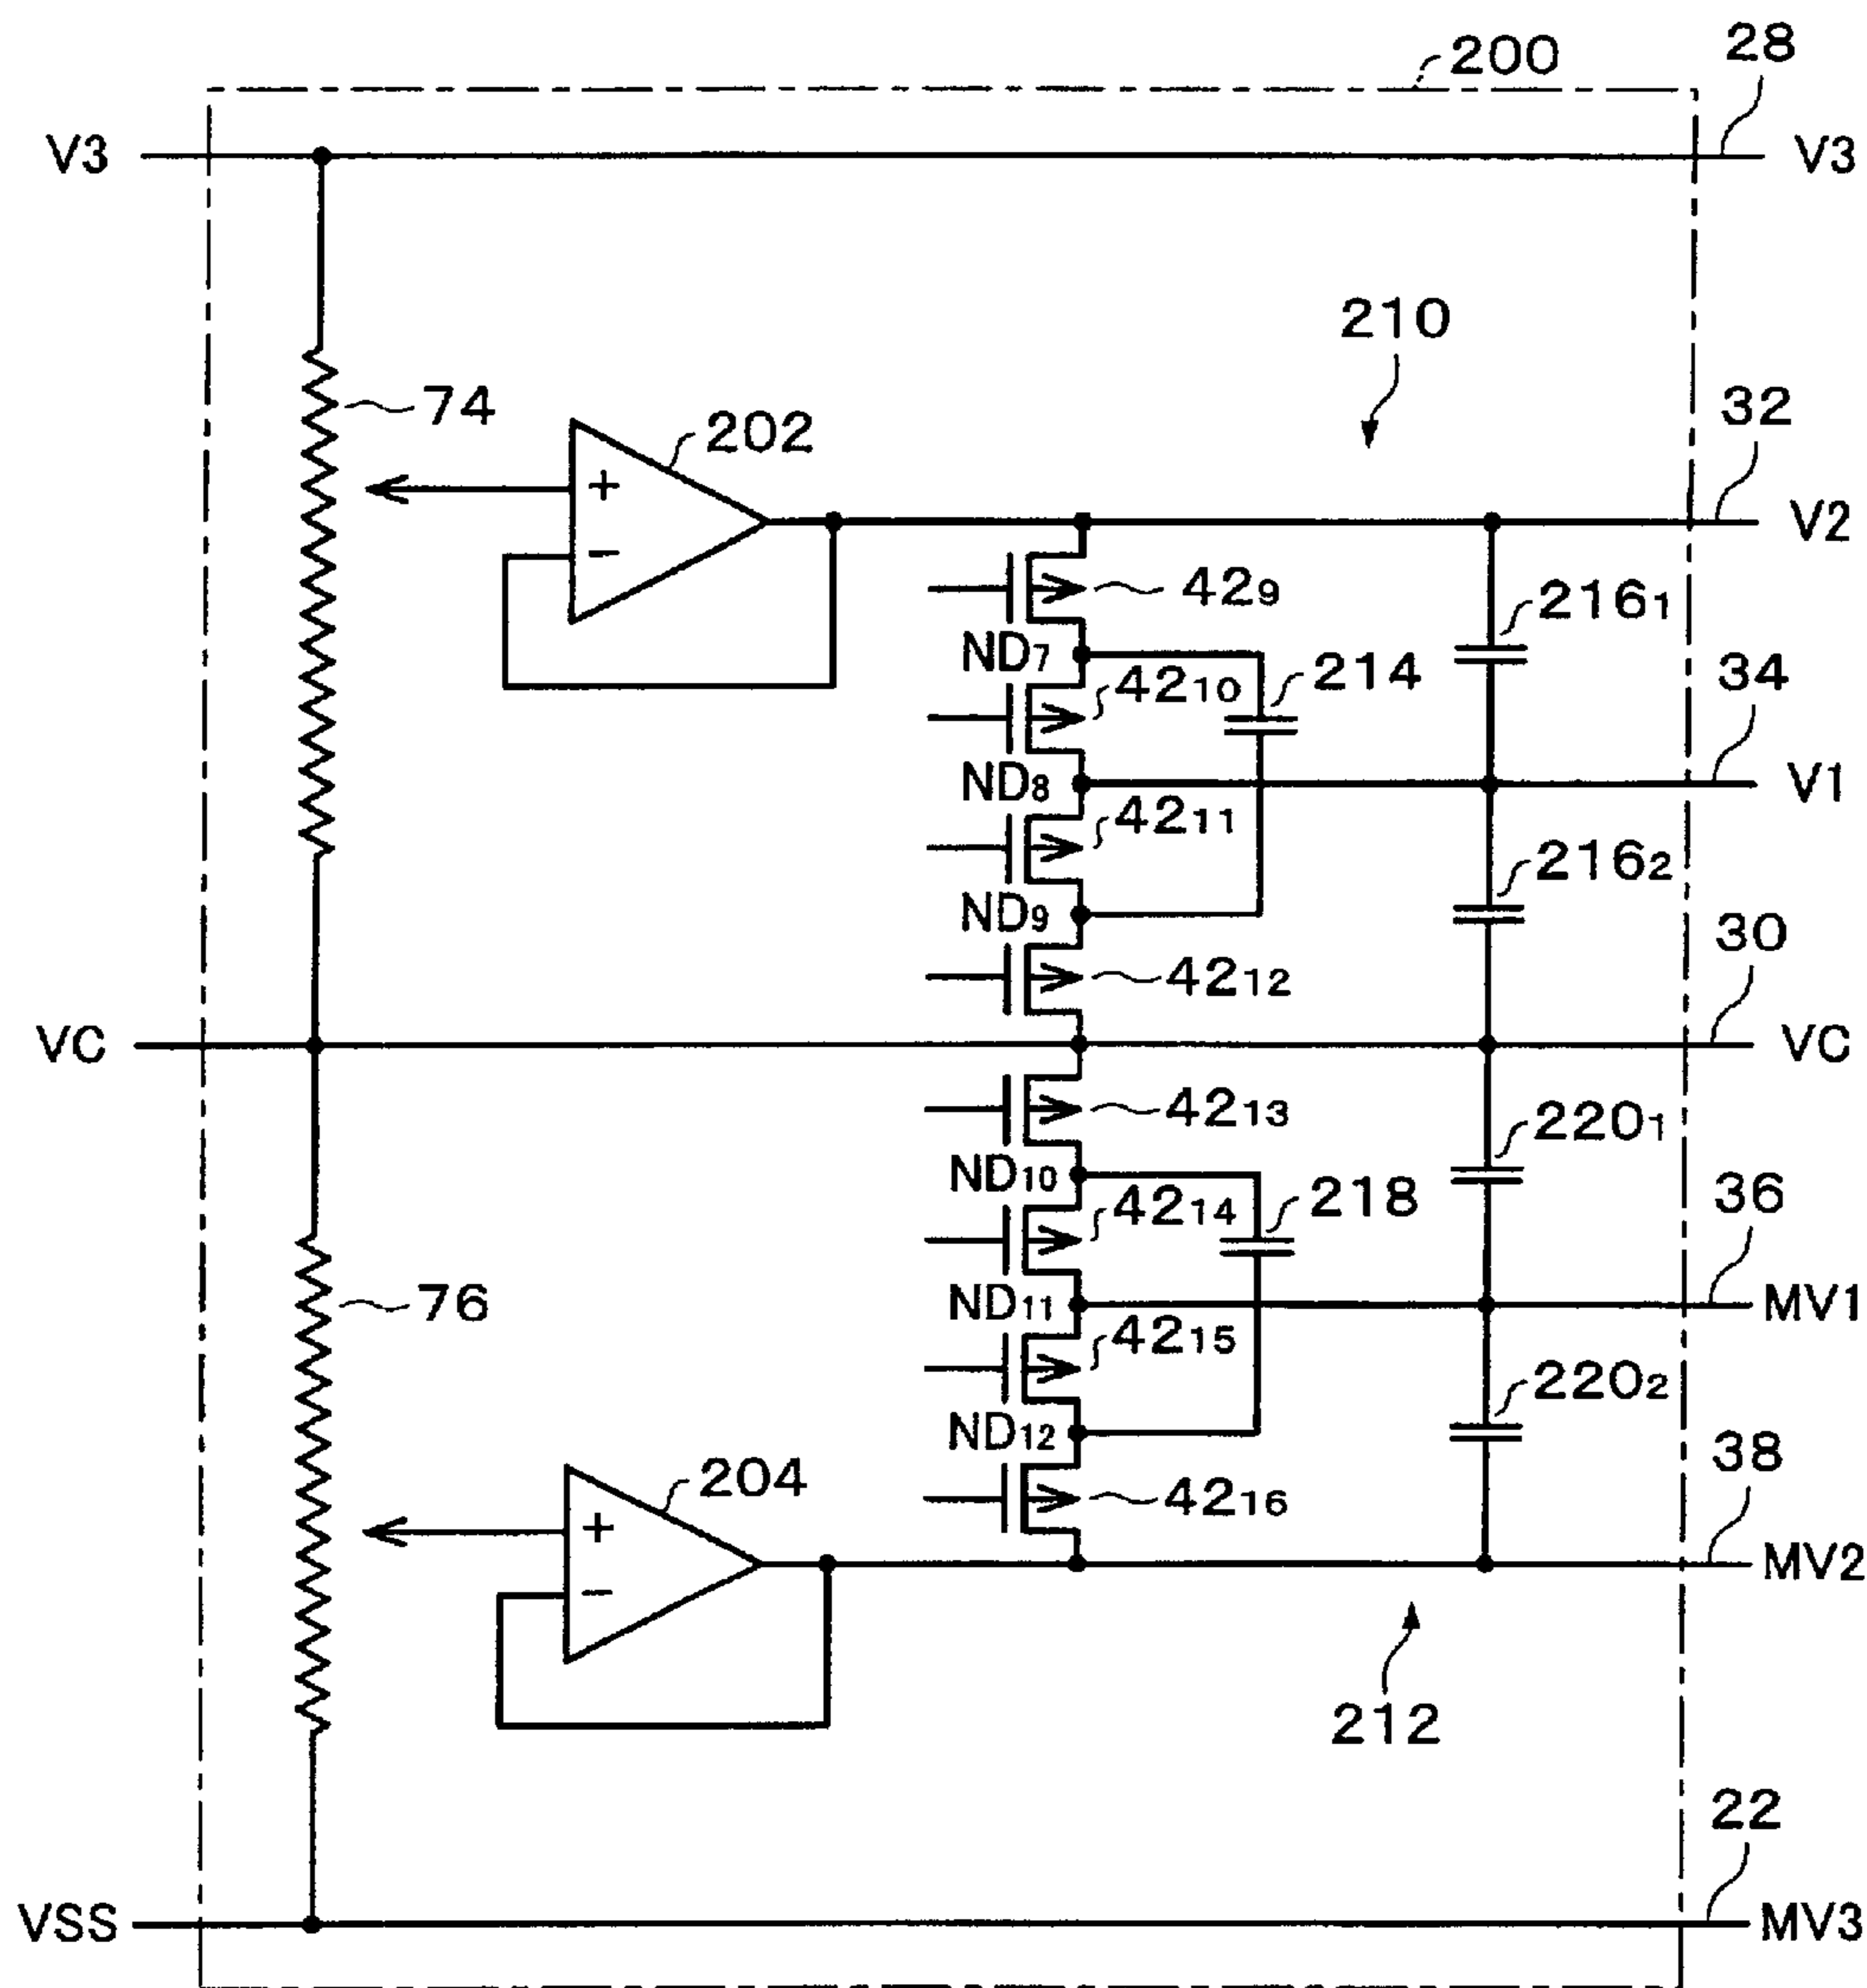 200
28
V3
V3
210
32
74
202
+
V2
−
42₉
216₁
ND₇
34
42₁₀
214
ND₈
V1
42₁₁
216₂
ND₉
30
42₁₂
VC
VC
42₁₃
220₁
ND₁₀
36
42₁₄
218
76
ND₁₁
MV1
42₁₅
220₂
ND₁₂
38
204
42₁₆
+
MV2
−
212
22
VSS
MV3